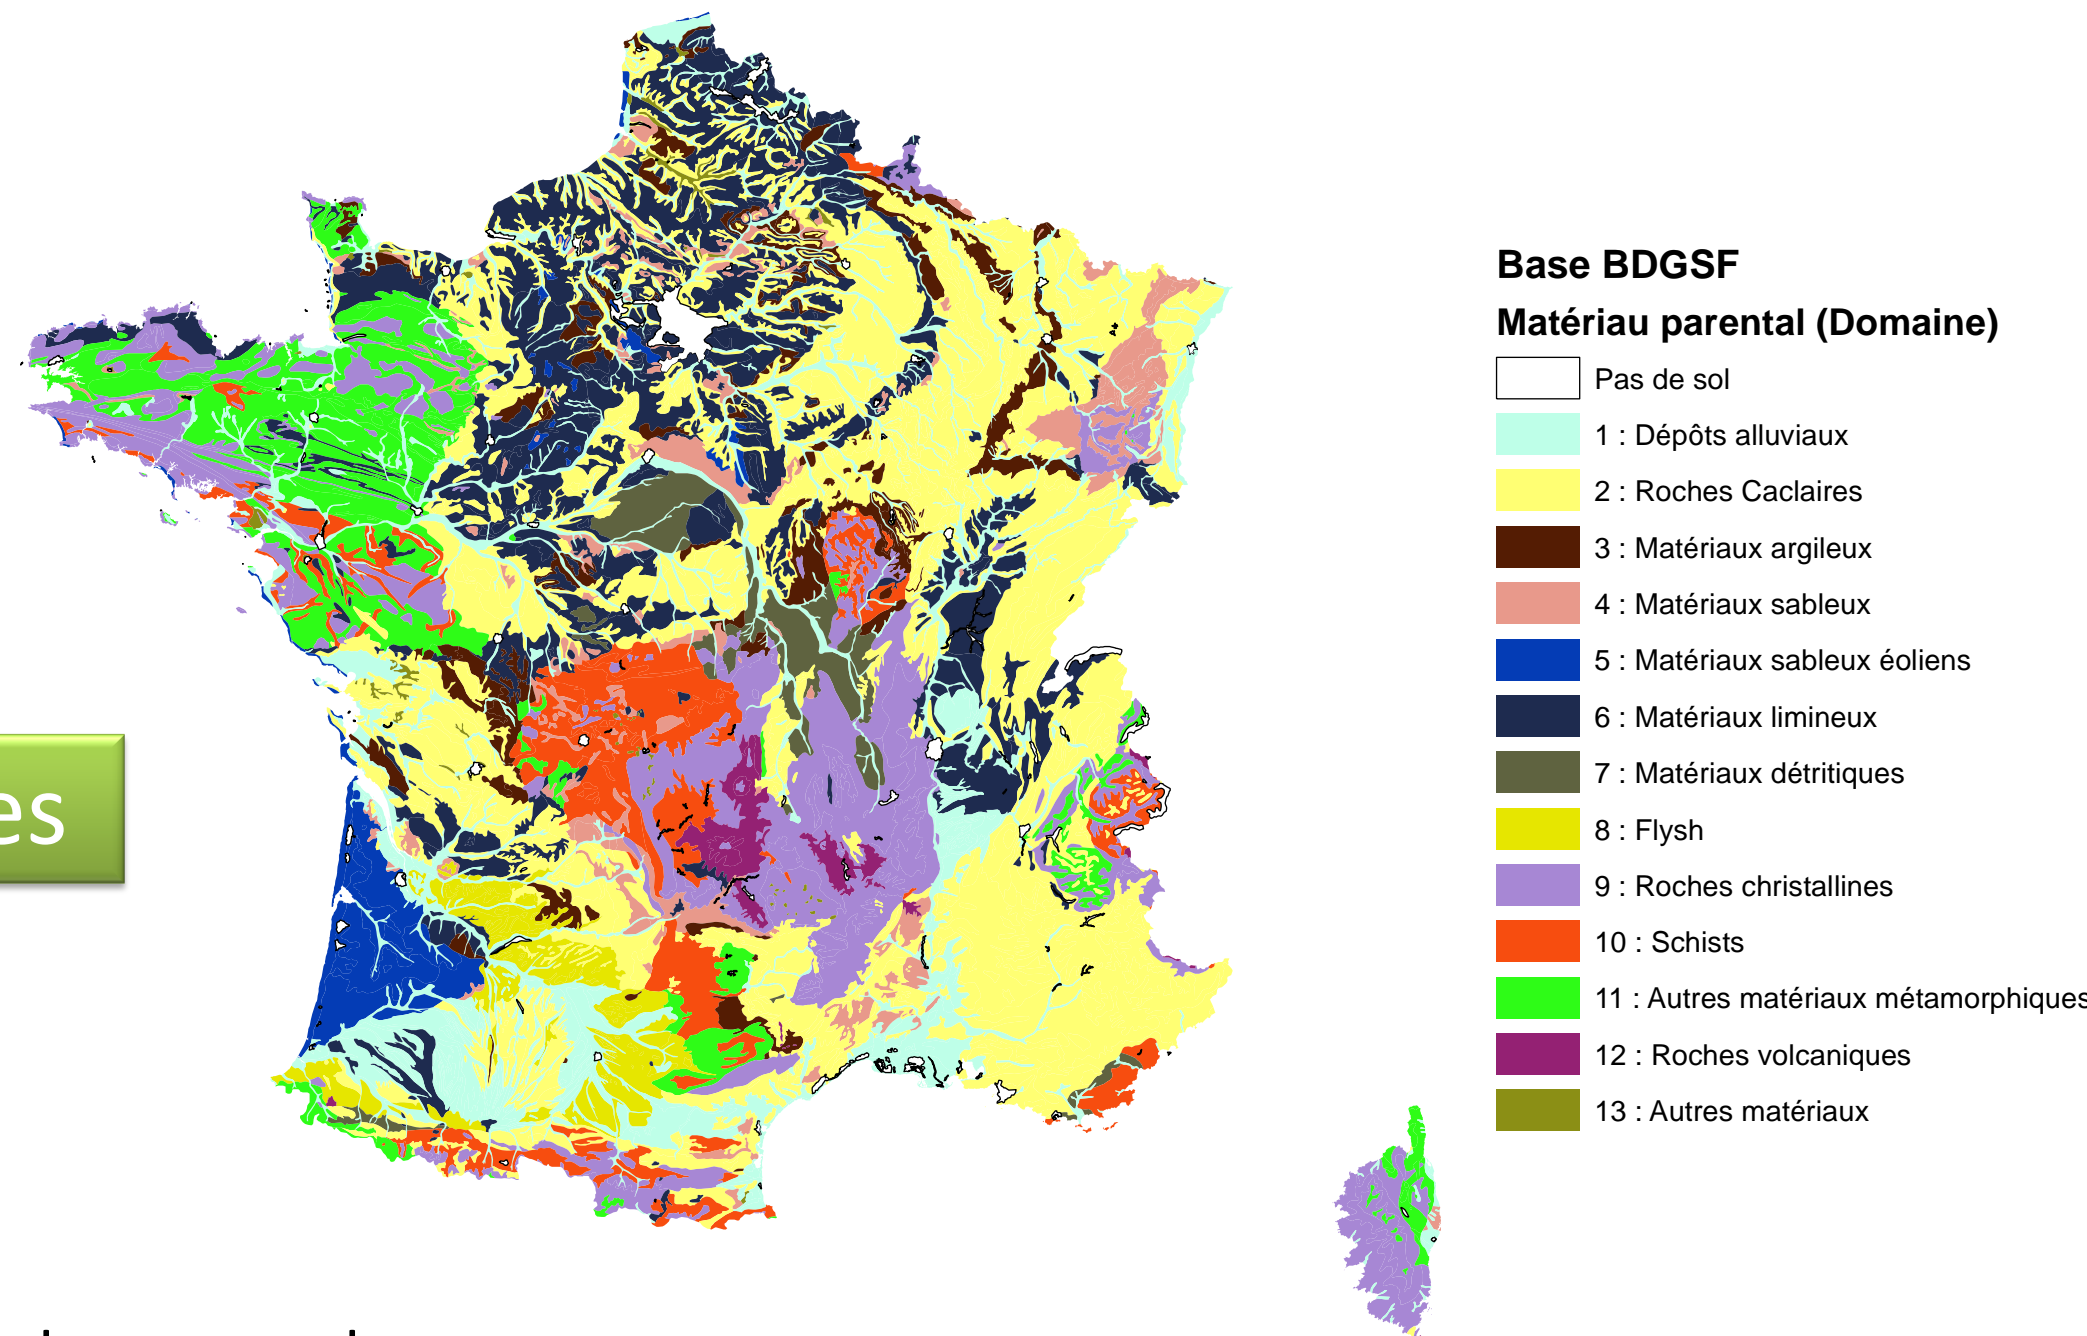 Base BDGSF
Matériau parental (Domaine)
Pas de sol
1 : Dépôts alluviaux
2 : Roches Caclaires
3 : Matériaux argileux
4 : Matériaux sableux
5 : Matériaux sableux éoliens
6 : Matériaux limineux
7 : Matériaux détritiques
8 : Flysh
9 : Roches christallines
10 : Schists
11 : Autres matériaux métamorphiques
12 : Roches volcaniques
13 : Autres matériaux
es